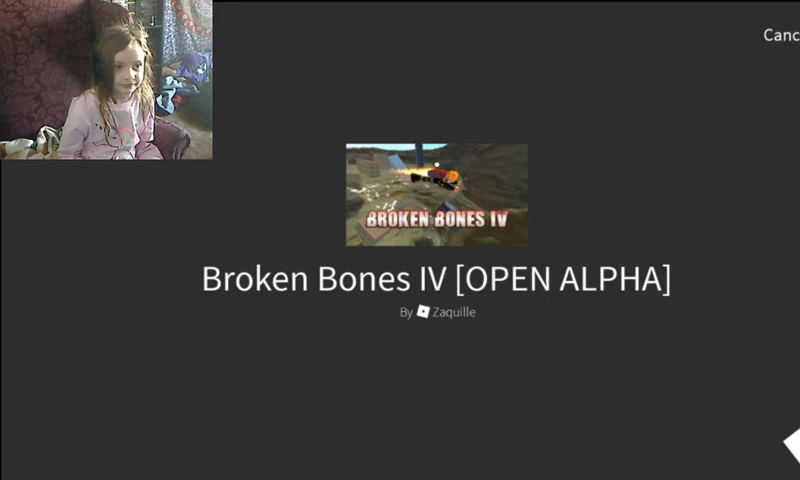 Canc
BROKEN BONES IV
Broken Bones IV [OPEN ALPHA]
By Zaquille